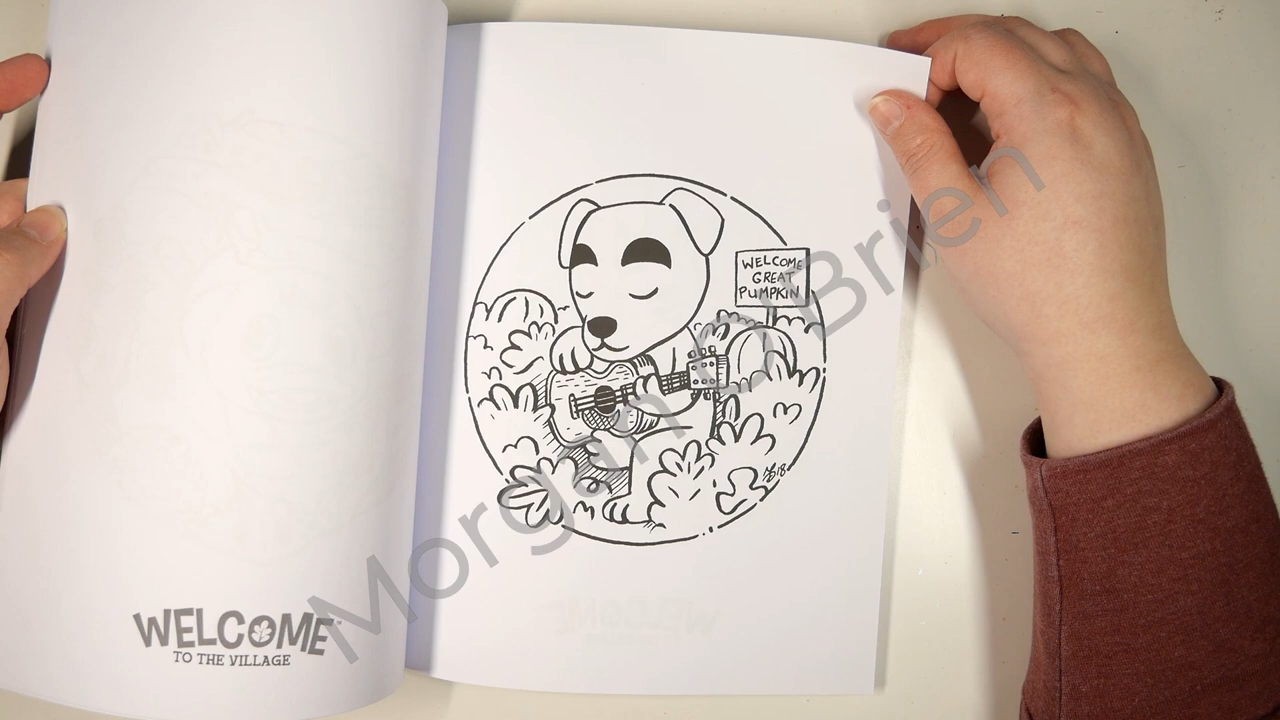 WELCOME
TO THE VILLAGE
WELCOME
GREAT
PUMPKIN
Morgan O'Brien